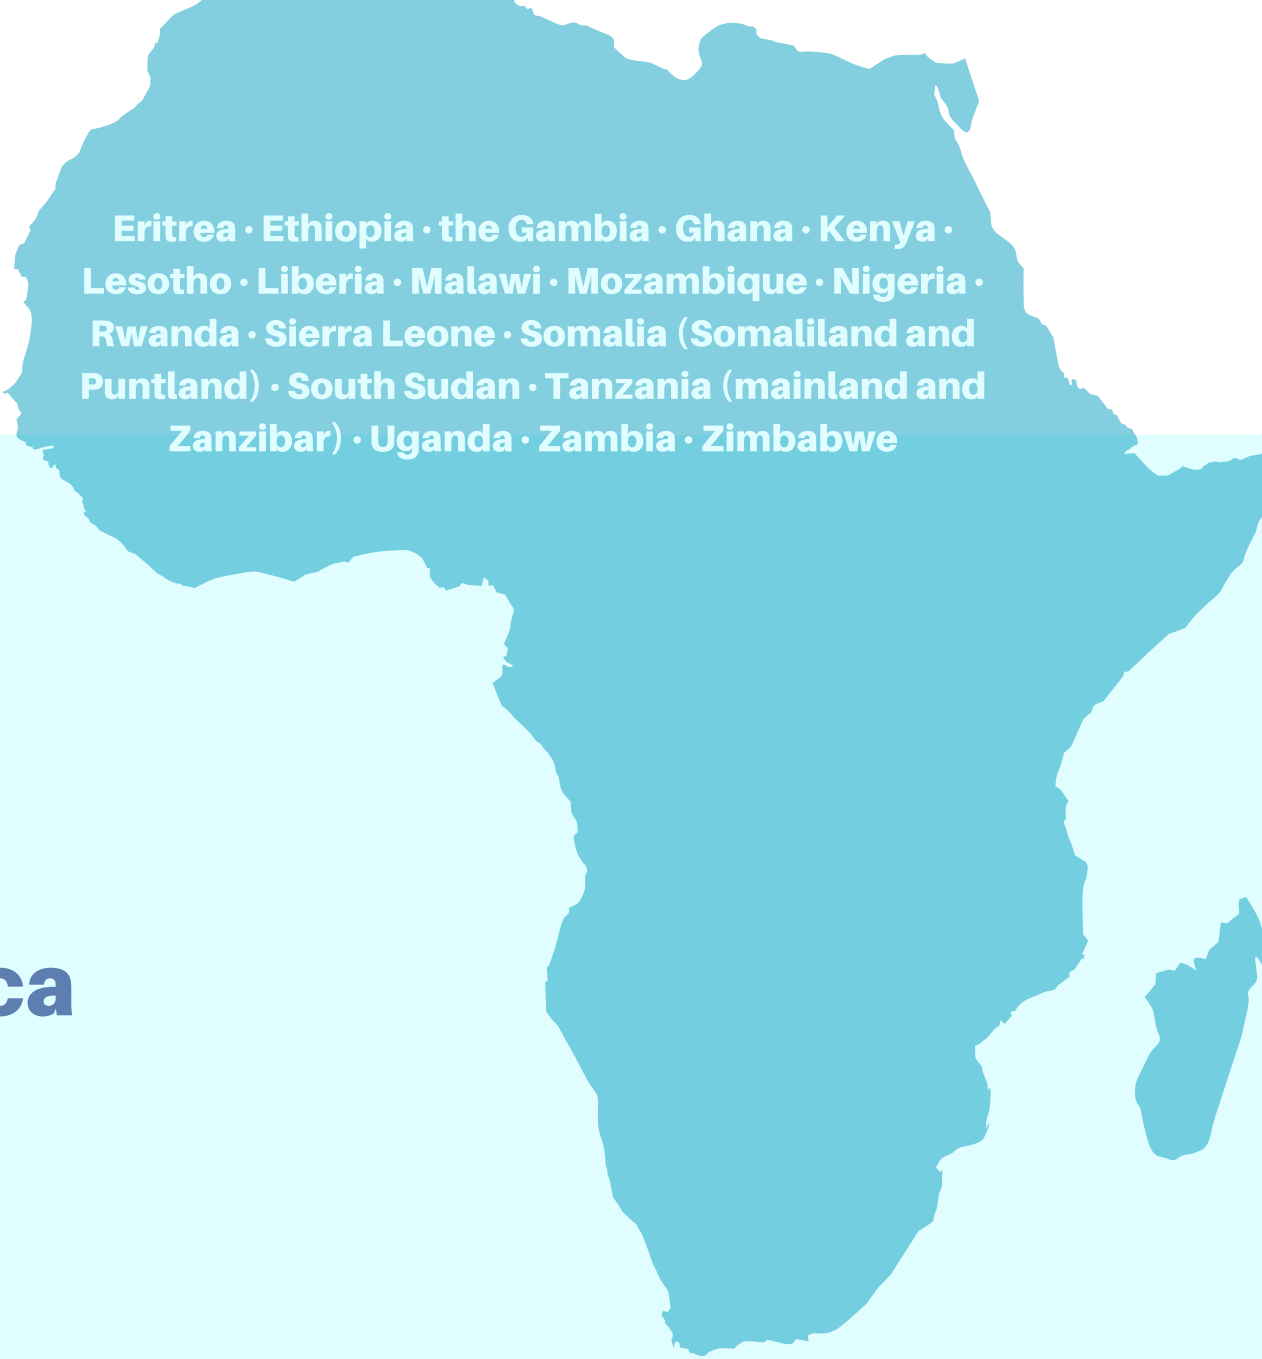 Eritrea · Ethiopia · the Gambia · Ghana · Kenya ·
Lesotho · Liberia · Malawi · Mozambique · Nigeria ·
Rwanda · Sierra Leone · Somalia (Somaliland and
Puntland) · South Sudan · Tanzania (mainland and
Zanzibar) · Uganda · Zambia · Zimbabwe
ca